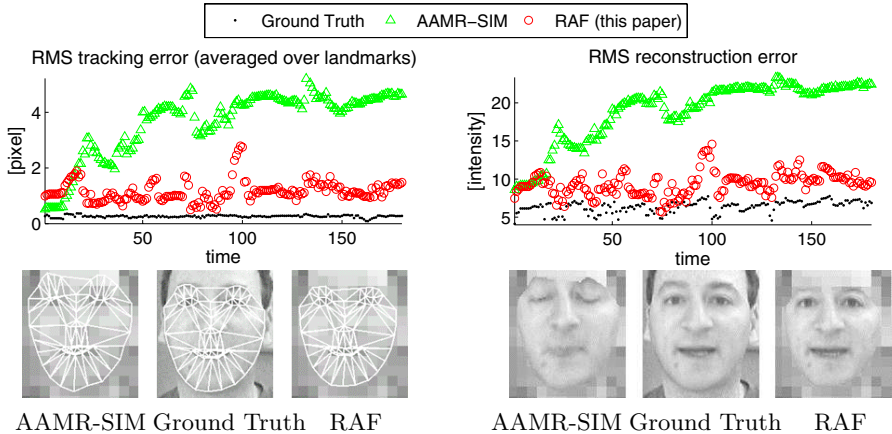 Ground Truth AAMR-SIM RAF (this paper)
RMS tracking error (averaged over landmarks)
[pixel]
4
2
0
50 100 150
time
RMS reconstruction error
[intensity]
20
15
10
5
50 100 150
time
AAMR-SIM Ground Truth RAF
AAMR-SIM Ground Truth RAF